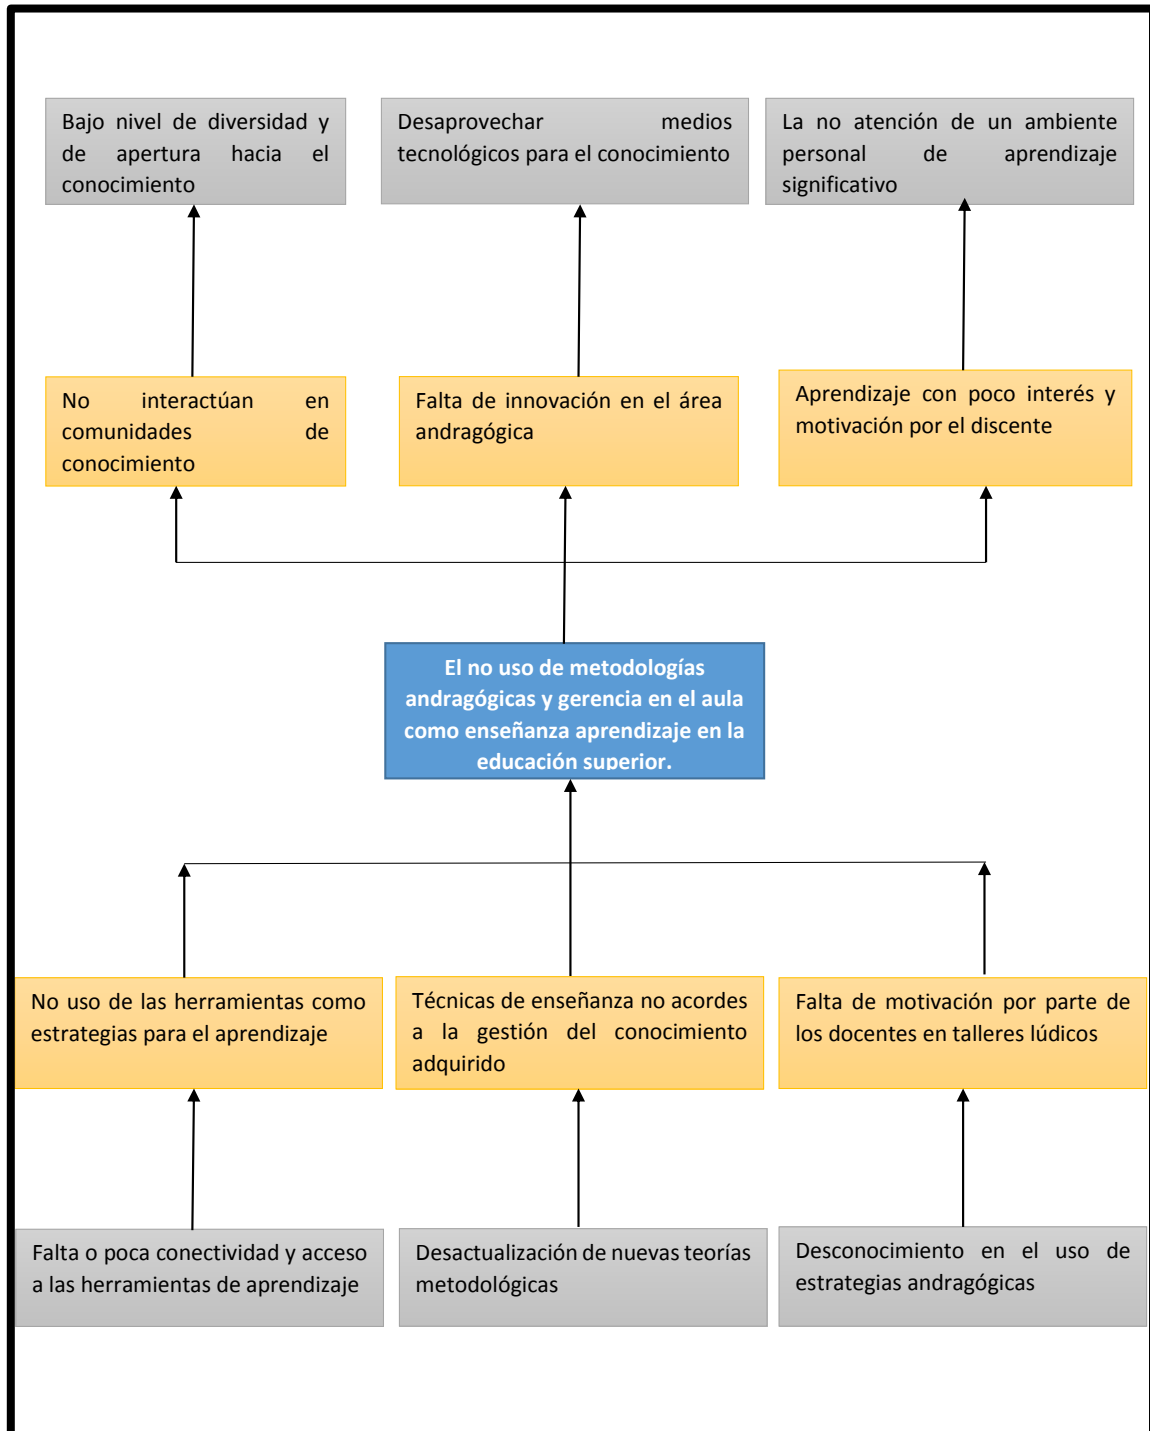 Bajo nivel de diversidad y
de apertura hacia el
conocimiento
Desaprovechar medios
tecnológicos para el conocimiento
La no atención de un ambiente
personal de aprendizaje
significativo
No interactúan en
comunidades de
conocimiento
Falta de innovación en el área
andragógica
Aprendizaje con poco interés y
motivación por el discente
El no uso de metodologías
andragógicas y gerencia en el aula
como enseñanza aprendizaje en la
educación superior.
No uso de las herramientas como
estrategias para el aprendizaje
Técnicas de enseñanza no acordes
a la gestión del conocimiento
adquirido
Falta de motivación por parte de
los docentes en talleres lúdicos
Falta o poca conectividad y acceso
a las herramientas de aprendizaje
Desactualización de nuevas teorías
metodológicas
Desconocimiento en el uso de
estrategias andragógicas